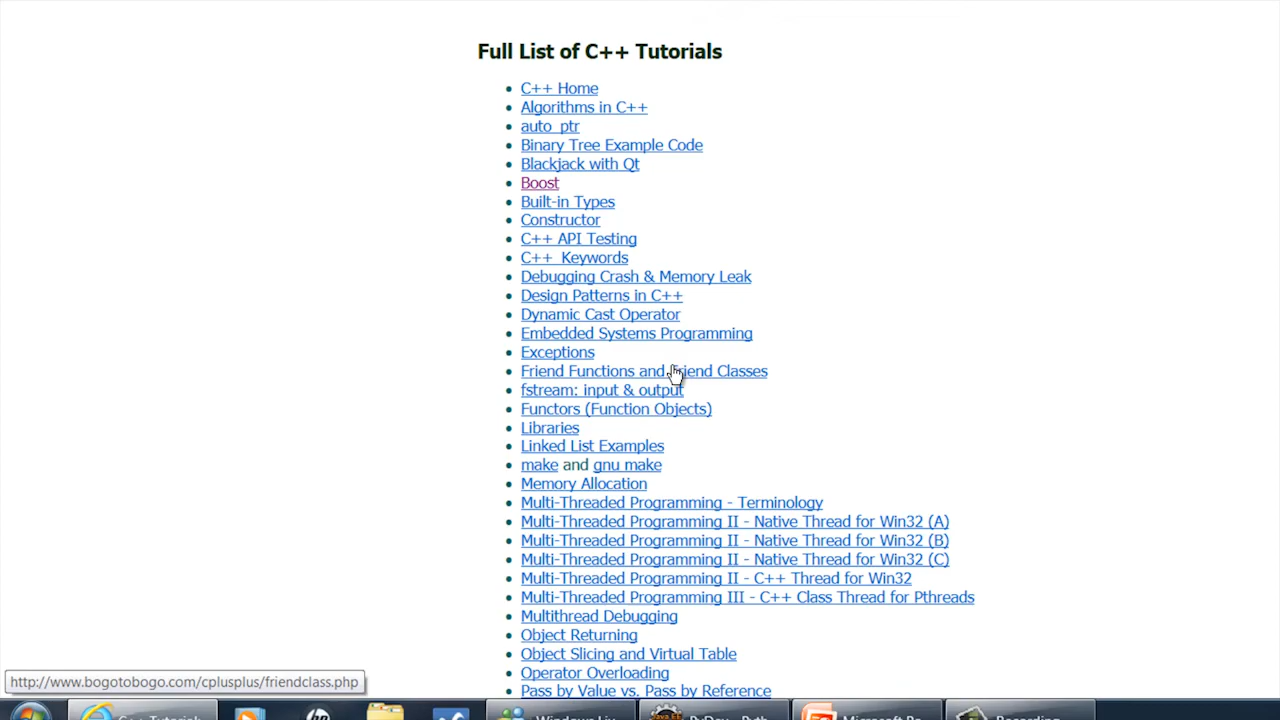 Full List of C++ Tutorials
C++ Home
Algorithms in C++
auto_ptr
Binary Tree Example Code
Blackjack with Qt
Boost
Built-in Types
Constructor
C++ API Testing
C++ Keywords
Debugging Crash & Memory Leak
Design Patterns in C++
Dynamic Cast Operator
Embedded Systems Programming
Exceptions
Friend Functions and Friend Classes
fstream: input & output
Functors (Function Objects)
Libraries
Linked List Examples
make and gnu make
Memory Allocation
Multi-Threaded Programming - Terminology
Multi-Threaded Programming II - Native Thread for Win32 (A)
Multi-Threaded Programming II - Native Thread for Win32 (B)
Multi-Threaded Programming II - Native Thread for Win32 (C)
Multi-Threaded Programming II - C++ Thread for Win32
Multi-Threaded Programming III - C++ Class Thread for Pthreads
Multithread Debugging
Object Returning
Object Slicing and Virtual Table
Operator Overloading
Pass by Value vs. Pass by Reference
http://www.bogotobogo.com/cplusplus/friendclass.php